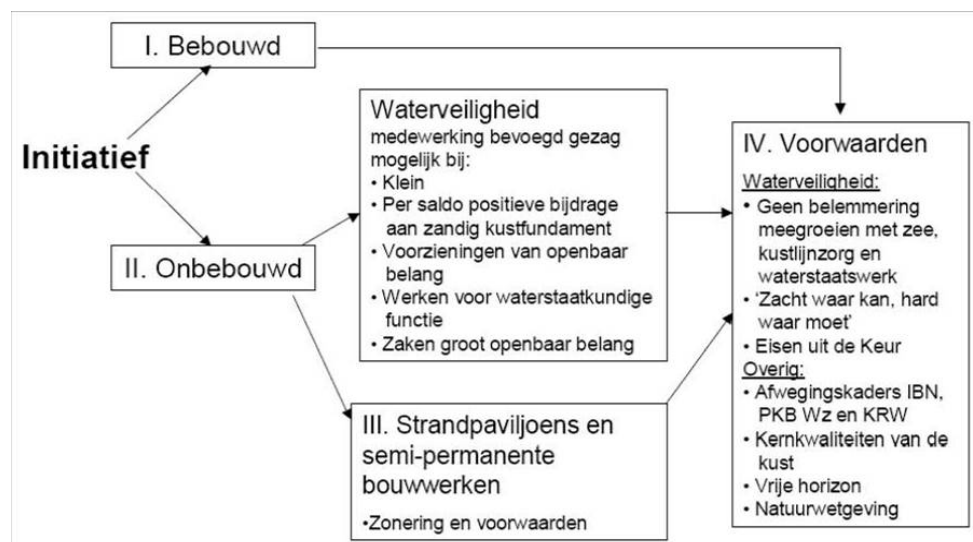 I. Bebouwd
Initiatief
II. Onbebouwd
Waterveiligheid
medewerking bevoegd gezag
mogelijk bij:
• Klein
• Per saldo positieve bijdrage
aan zandig kustfundament
• Voorzieningen van openbaar
belang
• Werken voor waterstaatkundige
functie
• Zaken groot openbaar belang
III. Strandpaviljoens en
semi-permanente
bouwwerken
•Zonering en voorwaarden
IV. Voorwaarden
Waterveiligheid:
• Geen belemmering
meegroeien met zee,
kustlijnzorg en
waterstaatswerk
• ‘Zacht waar kan, hard
waar moet’
• Eisen uit de Keur
Overig:
• Afwegingskaders IBN,
PKB Wz en KRW
• Kernkwaliteiten van de
kust
• Vrije horizon
• Natuurwetgeving